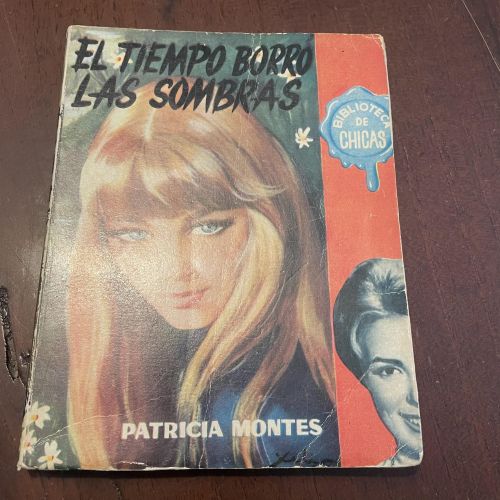 EL TIEMPO BORRÓ
LAS SOMBRAS
BIBLIOTECA
DE
CHICAS
PATRICIA MONTES